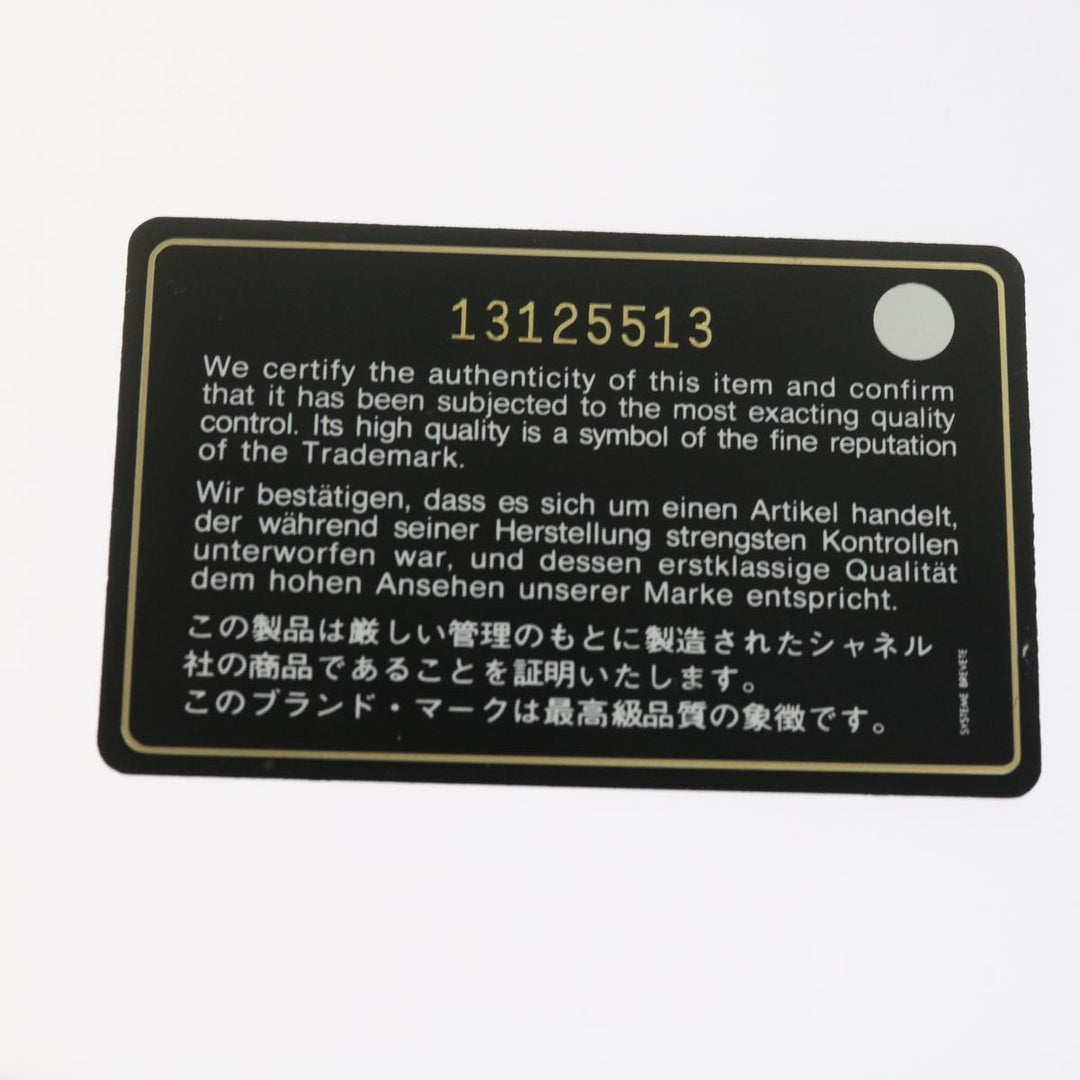 13125513
We certify the authenticity of this item and confirm
that it has been subjected to the most exacting quality
control. Its high quality is a symbol of the fine reputation
of the Trademark.
Wir bestätigen, dass es sich um einen Artikel handelt,
der während seiner Herstellung strengsten Kontrollen
unterworfen war, und dessen erstklassige Qualität
dem hohen Ansehen unserer Marke entspricht.
この製品は厳しい管理のもとに製造されたシャネル
社の商品であることを証明いたします。
このブランド・マークは最高級品質の象徴です。
SYSTEME BREVETE